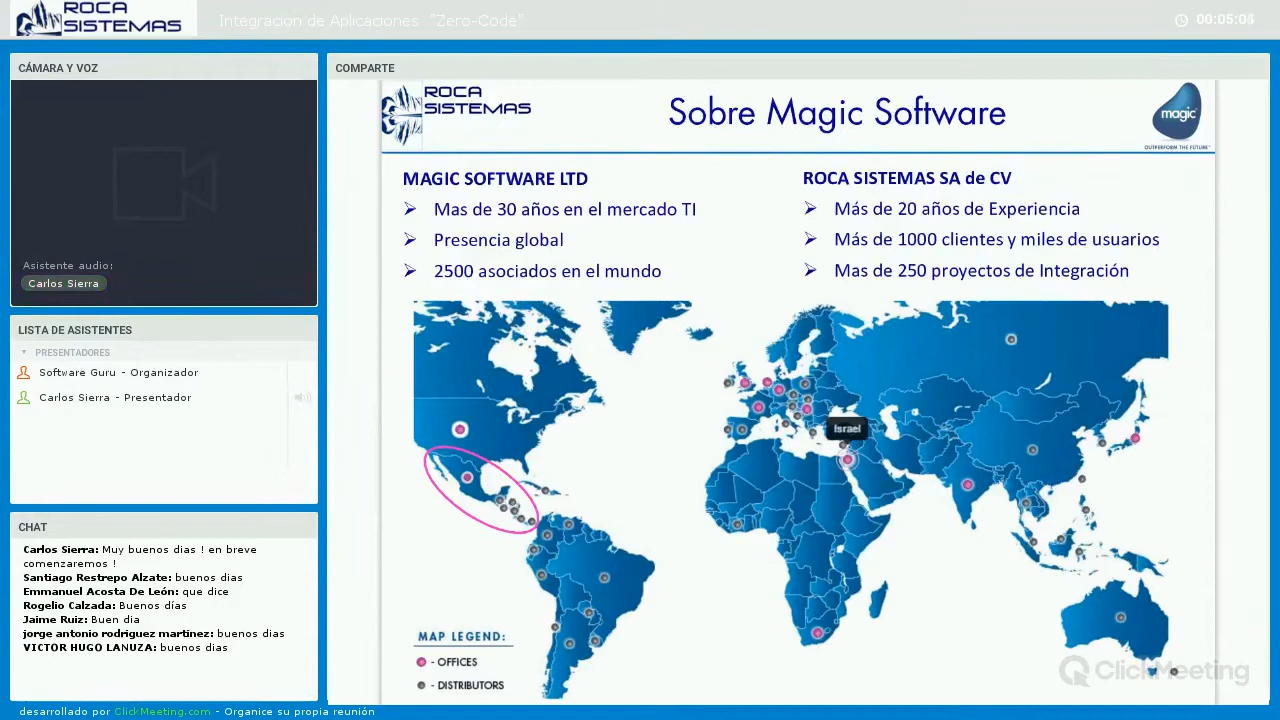 ROCA
SISTEMAS
Integracion de Aplicaciones "Zero-Code"
CÁMARA Y VOZ
Asistente audio:
Carlos Sierra
LISTA DE ASISTENTES
PRESENTADORES
Software Guru - Organizador
Carlos Sierra - Presentador
CHAT
Carlos Sierra: Muy buenos dias ! en breve
comenzaremos !
Santiago Restrepo Alzate: buenos dias
Emmanuel Acosta De León: que dice
Rogelio Calzada: Buenos días
Jaime Ruiz: Buen dia
jorge antonio rodriguez martinez: buenos dias
VICTOR HUGO LANUZA: buenos dias
COMPARTE
ROCA
SISTEMAS
Sobre Magic Software
magic
OUTPERFORM THE FUTURE
MAGIC SOFTWARE LTD
Mas de 30 años en el mercado TI
Presencia global
2500 asociados en el mundo
ROCA SISTEMAS SA de CV
Más de 20 años de Experiencia
Más de 1000 clientes y miles de usuarios
Mas de 250 proyectos de Integración
Israel
MAP LEGEND:
- OFFICES
- DISTRIBUTORS
ClickMeeting
desarrollado por ClickMeeting.com - Organice su propia reunión